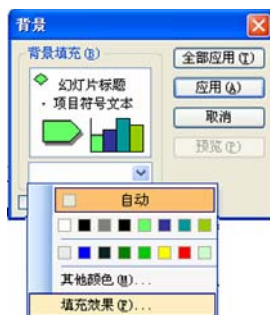 背景
背景填充(B)
全部应用(T)
幻灯片标题
应用(A)
· 项目符号文本
取消
预览(P)
自动
其他颜色(M)...
填充效果(F)...